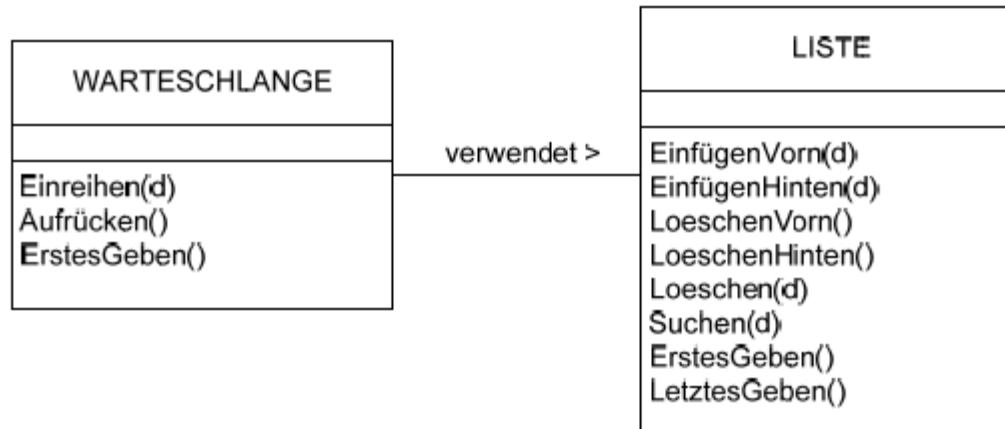 WARTESCHLANGE
Einreihen(d)
Aufrücken()
ErstesGeben()
verwendet >
LISTE
EinfügenVorn(d)
EinfügenHinten(d)
LoeschenVorn()
LoeschenHinten()
Loeschen(d)
Suchen(d)
ErstesGeben()
LetztesGeben()